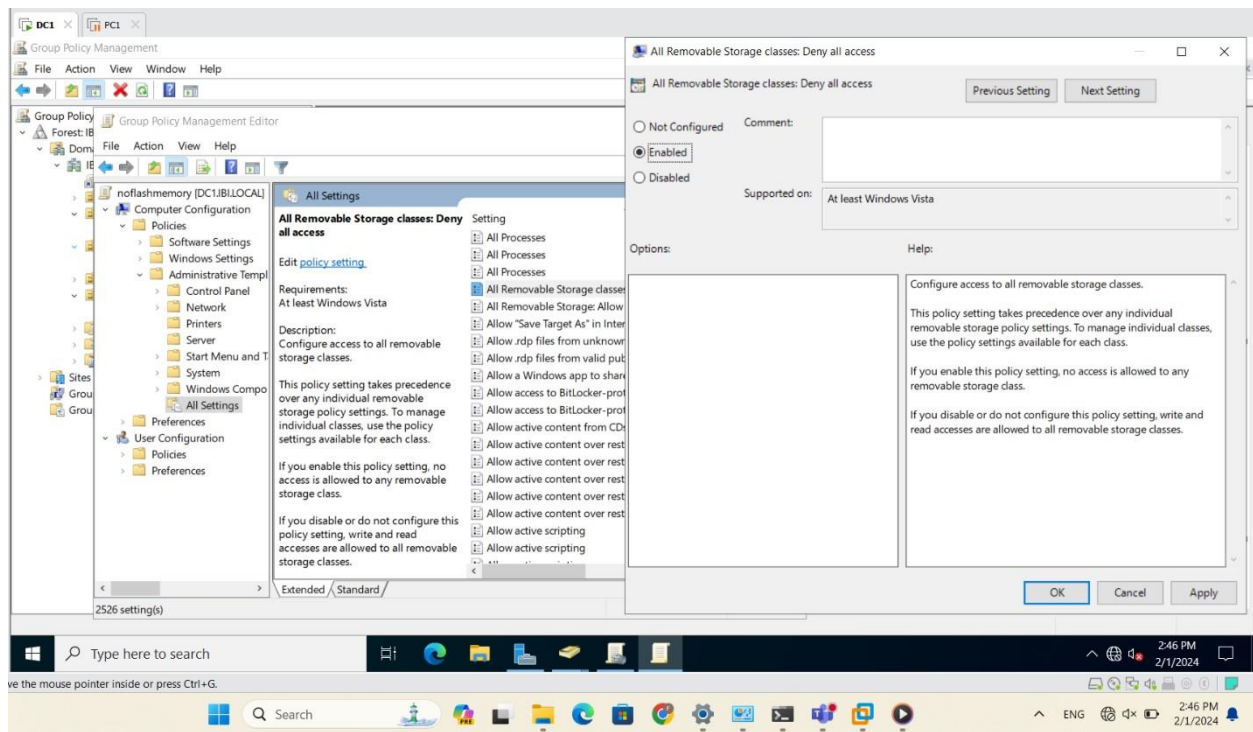 DC1
PC1
Group Policy Management
File Action View Window Help
Group Policy
Forest: IB
Dom
IB
Sites
Grou
Grou
Group Policy Management Editor
File Action View Help
noflashmemory [DC1.IBI.LOCAL]
Computer Configuration
Policies
Software Settings
Windows Settings
Administrative Templ
Control Panel
Network
Printers
Server
Start Menu and T
System
Windows Compo
All Settings
Preferences
User Configuration
Policies
Preferences
All Settings
All Removable Storage classes: Deny
all access
Edit policy setting
Requirements:
At least Windows Vista
Description:
Configure access to all removable
storage classes.
This policy setting takes precedence
over any individual removable
storage policy settings. To manage
individual classes, use the policy
settings available for each class.
If you enable this policy setting, no
access is allowed to any removable
storage class.
If you disable or do not configure this
policy setting, write and read
accesses are allowed to all removable
storage classes.
Setting
All Processes
All Processes
All Processes
All Removable Storage classes
All Removable Storage: Allow
Allow "Save Target As" in Inter
Allow .rdp files from unknown
Allow .rdp files from valid pub
Allow a Windows app to share
Allow access to BitLocker-prot
Allow access to BitLocker-prot
Allow active content from CDs
Allow active content over rest
Allow active content over rest
Allow active content over rest
Allow active content over rest
Allow active scripting
Allow active scripting
Extended Standard
2526 setting(s)
All Removable Storage classes: Deny all access
All Removable Storage classes: Deny all access
Previous Setting Next Setting
Not Configured
Enabled
Disabled
Comment:
Supported on:
At least Windows Vista
Options:
Help:
Configure access to all removable storage classes.
This policy setting takes precedence over any individual
removable storage policy settings. To manage individual classes,
use the policy settings available for each class.
If you enable this policy setting, no access is allowed to any
removable storage class.
If you disable or do not configure this policy setting, write and
read accesses are allowed to all removable storage classes.
OK Cancel Apply
Type here to search
2:46 PM
2/1/2024
ve the mouse pointer inside or press Ctrl+G.
Search
PRE
ENG
2:46 PM
2/1/2024